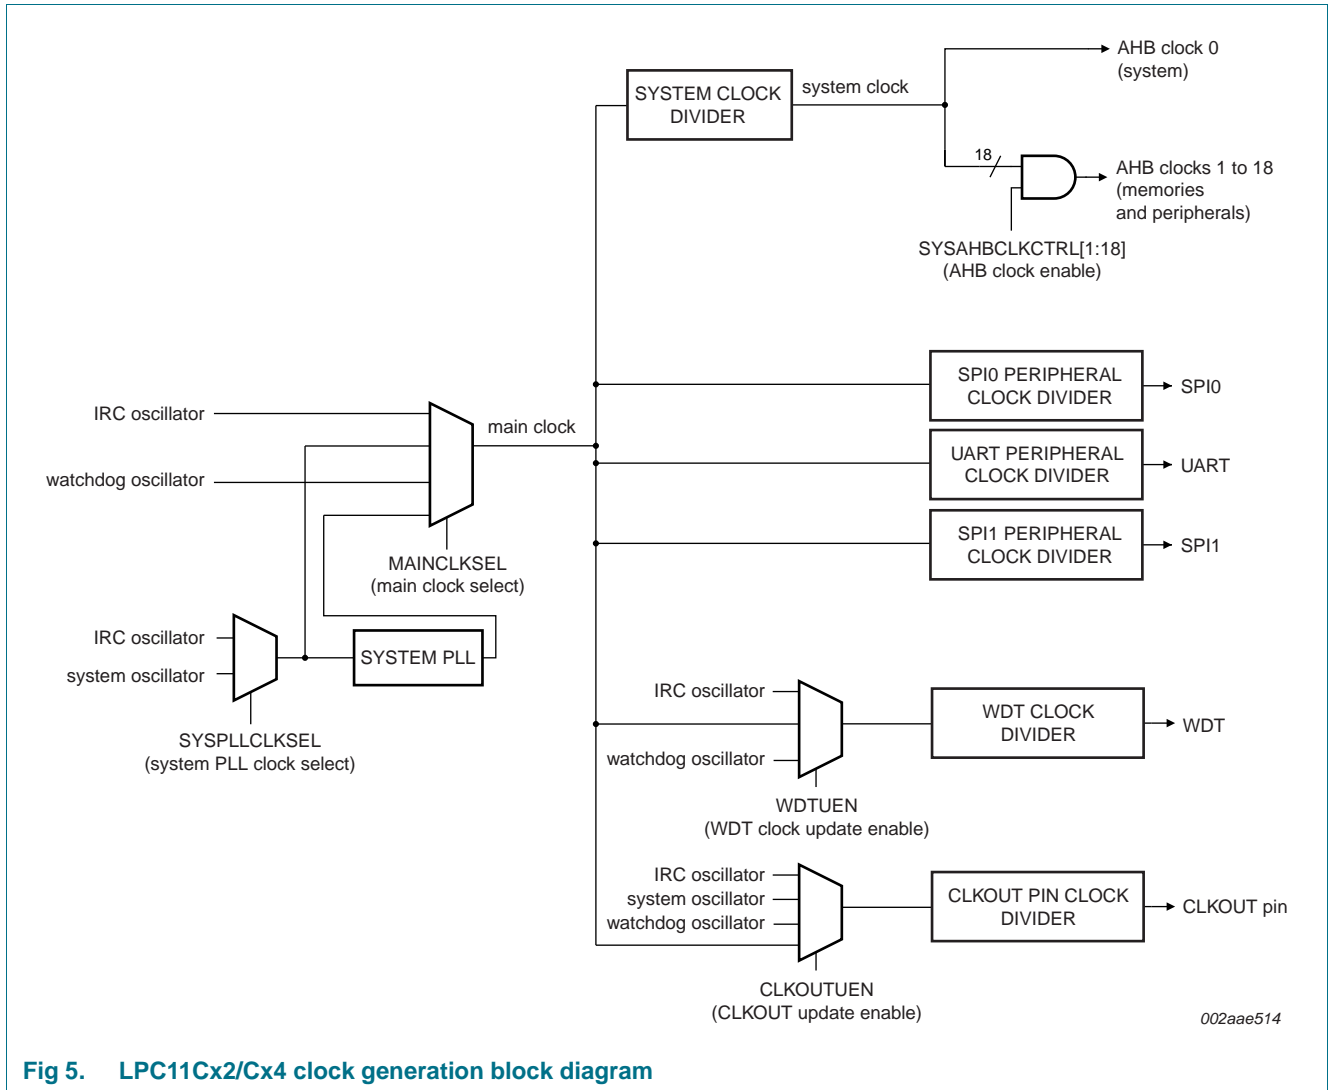 AHB clock 0
(system)
SYSTEM CLOCK
DIVIDER
system clock
18
AHB clocks 1 to 18
(memories
and peripherals)
SYSAHBCLKCTRL[1:18]
(AHB clock enable)
SPI0 PERIPHERAL
CLOCK DIVIDER
SPI0
IRC oscillator
main clock
watchdog oscillator
UART PERIPHERAL
CLOCK DIVIDER
UART
SPI1 PERIPHERAL
CLOCK DIVIDER
SPI1
MAINCLKSEL
(main clock select)
IRC oscillator
system oscillator
SYSTEM PLL
SYSPLLCLKSEL
(system PLL clock select)
IRC oscillator
watchdog oscillator
WDT CLOCK
DIVIDER
WDT
WDTUEN
(WDT clock update enable)
IRC oscillator
system oscillator
watchdog oscillator
CLKOUT PIN CLOCK
DIVIDER
CLKOUT pin
CLKOUTUEN
(CLKOUT update enable)
002aae514
Fig 5. LPC11Cx2/Cx4 clock generation block diagram